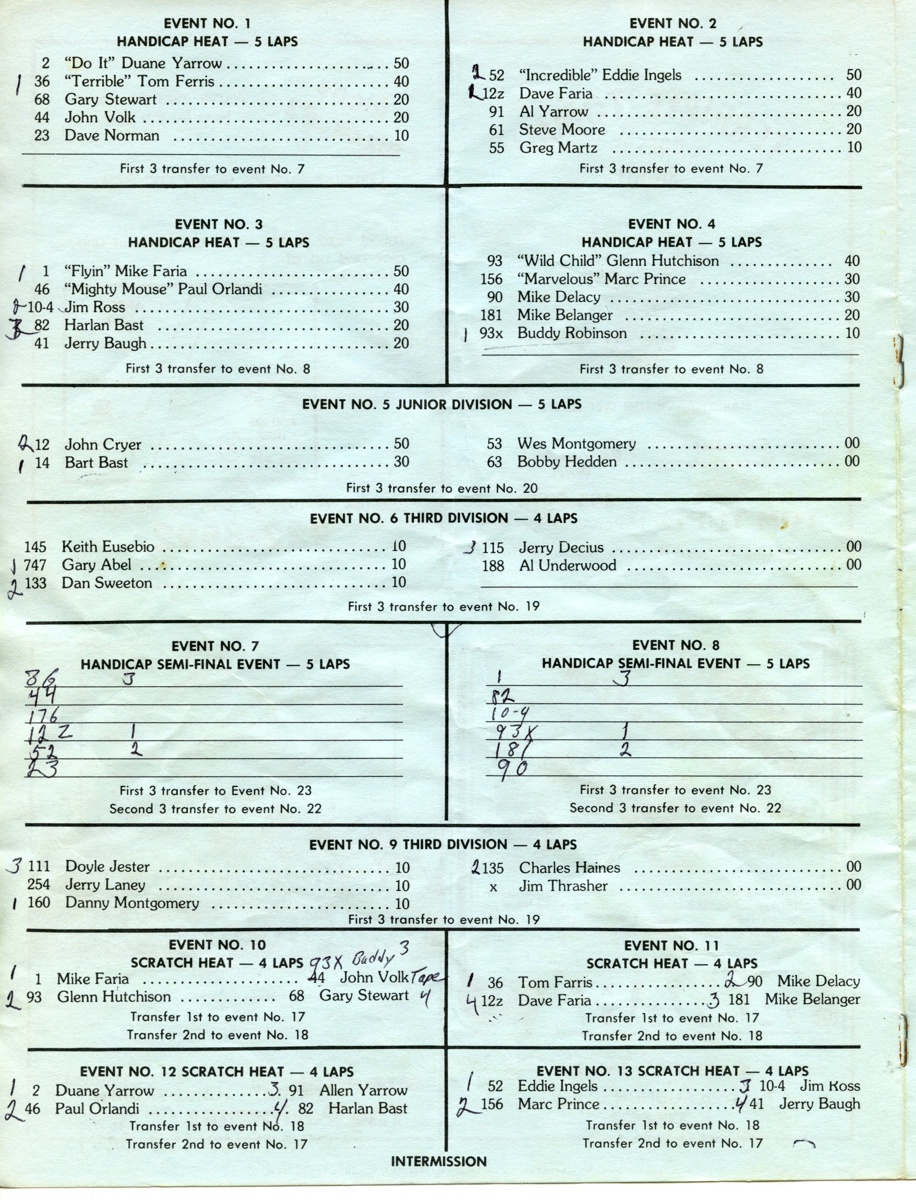 EVENT NO. 1
HANDICAP HEAT — 5 LAPS
2 "Do It" Duane Yarrow 50
1 36 "Terrible" Tom Ferris 40
68 Gary Stewart 20
44 John Volk 20
23 Dave Norman 10
First 3 transfer to event No. 7
EVENT NO. 2
HANDICAP HEAT — 5 LAPS
52 "Incredible" Eddie Ingels 50
12z Dave Faria 40
91 Al Yarrow 20
61 Steve Moore 20
55 Greg Martz 10
First 3 transfer to event No. 7
EVENT NO. 3
HANDICAP HEAT — 5 LAPS
1 1 "Flyin" Mike Faria 50
46 "Mighty Mouse" Paul Orlandi 40
2 10-4 Jim Ross 30
3 82 Harlan Bast 20
41 Jerry Baugh 20
First 3 transfer to event No. 8
EVENT NO. 4
HANDICAP HEAT — 5 LAPS
93 "Wild Child" Glenn Hutchison 40
156 "Marvelous" Marc Prince 30
90 Mike Delacy 30
181 Mike Belanger 20
1 93x Buddy Robinson 10
First 3 transfer to event No. 8
EVENT NO. 5 JUNIOR DIVISION — 5 LAPS
2 12 John Cryer 50
1 14 Bart Bast 30
53 Wes Montgomery 00
63 Bobby Hedden 00
First 3 transfer to event No. 20
EVENT NO. 6 THIRD DIVISION — 4 LAPS
145 Keith Eusebio 10
1 747 Gary Abel 10
2 133 Dan Sweeton 10
3 115 Jerry Decius 00
188 Al Underwood 00
First 3 transfer to event No. 19
EVENT NO. 7
HANDICAP SEMI-FINAL EVENT — 5 LAPS
86 3
44
176
12 Z 1
52 2
23
First 3 transfer to Event No. 23
Second 3 transfer to event No. 22
EVENT NO. 8
HANDICAP SEMI-FINAL EVENT — 5 LAPS
1 3
82
10-4
93X 1
181 2
90
First 3 transfer to event No. 23
Second 3 transfer to event No. 22
EVENT NO. 9 THIRD DIVISION — 4 LAPS
3 111 Doyle Jester 10
254 Jerry Laney 10
1 160 Danny Montgomery 10
2 135 Charles Haines 00
x Jim Thrasher 00
First 3 transfer to event No. 19
EVENT NO. 10
SCRATCH HEAT — 4 LAPS 93X Buddy 3
1 1 Mike Faria 44 John Volk Tape
2 93 Glenn Hutchison 68 Gary Stewart 4
Transfer 1st to event No. 17
Transfer 2nd to event No. 18
EVENT NO. 11
SCRATCH HEAT — 4 LAPS
1 36 Tom Farris 2 90 Mike Delacy
4 12z Dave Faria 3 181 Mike Belanger
Transfer 1st to event No. 17
Transfer 2nd to event No. 18
EVENT NO. 12 SCRATCH HEAT — 4 LAPS
1 2 Duane Yarrow 3 91 Allen Yarrow
2 46 Paul Orlandi 4 82 Harlan Bast
Transfer 1st to event No. 18
Transfer 2nd to event No. 17
EVENT NO. 13 SCRATCH HEAT — 4 LAPS
1 52 Eddie Ingels 3 10-4 Jim Ross
2 156 Marc Prince 4 41 Jerry Baugh
Transfer 1st to event No. 18
Transfer 2nd to event No. 17
INTERMISSION